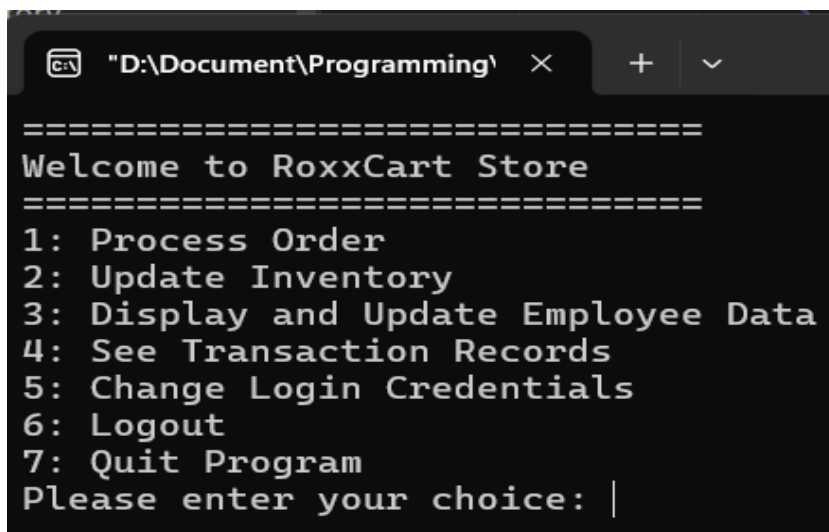 "D:\Document\Programming\
==============================
Welcome to RoxxCart Store
==============================
1: Process Order
2: Update Inventory
3: Display and Update Employee Data
4: See Transaction Records
5: Change Login Credentials
6: Logout
7: Quit Program
Please enter your choice: